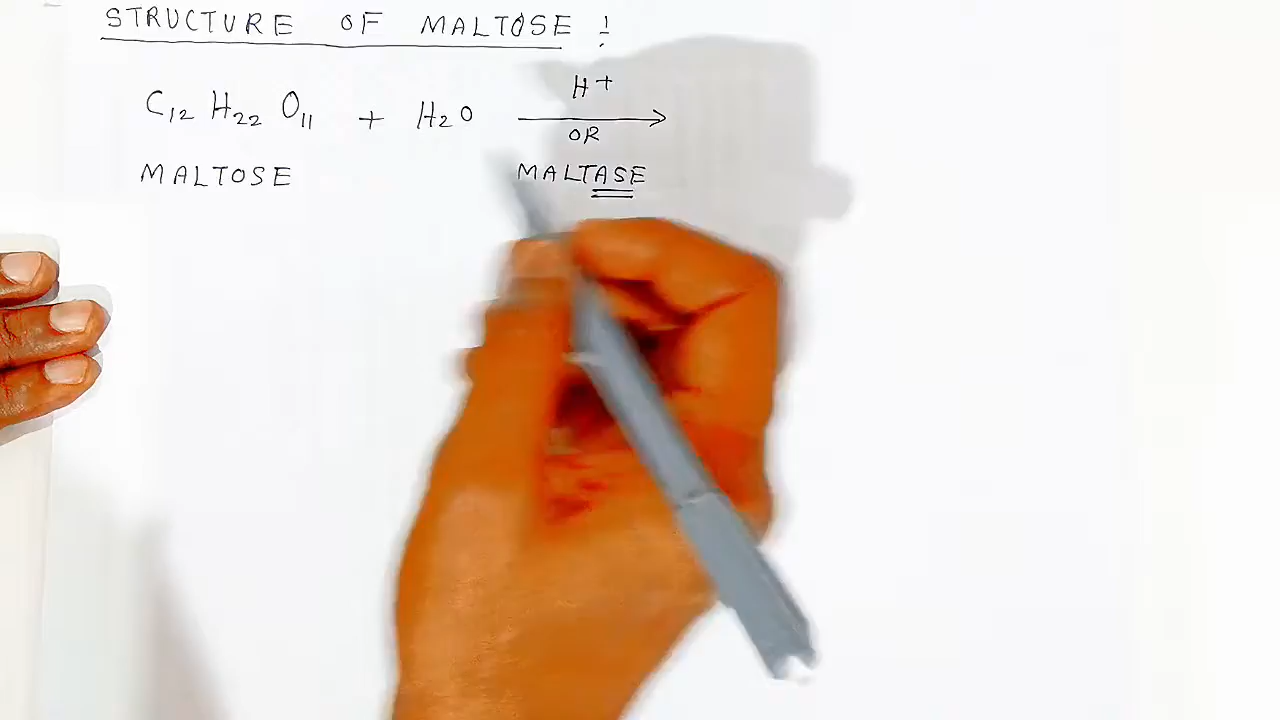 STRUCTURE OF MALTOSE :
H+
C12 H22 O11 + H2O →
OR
MALTOSE MALTASE